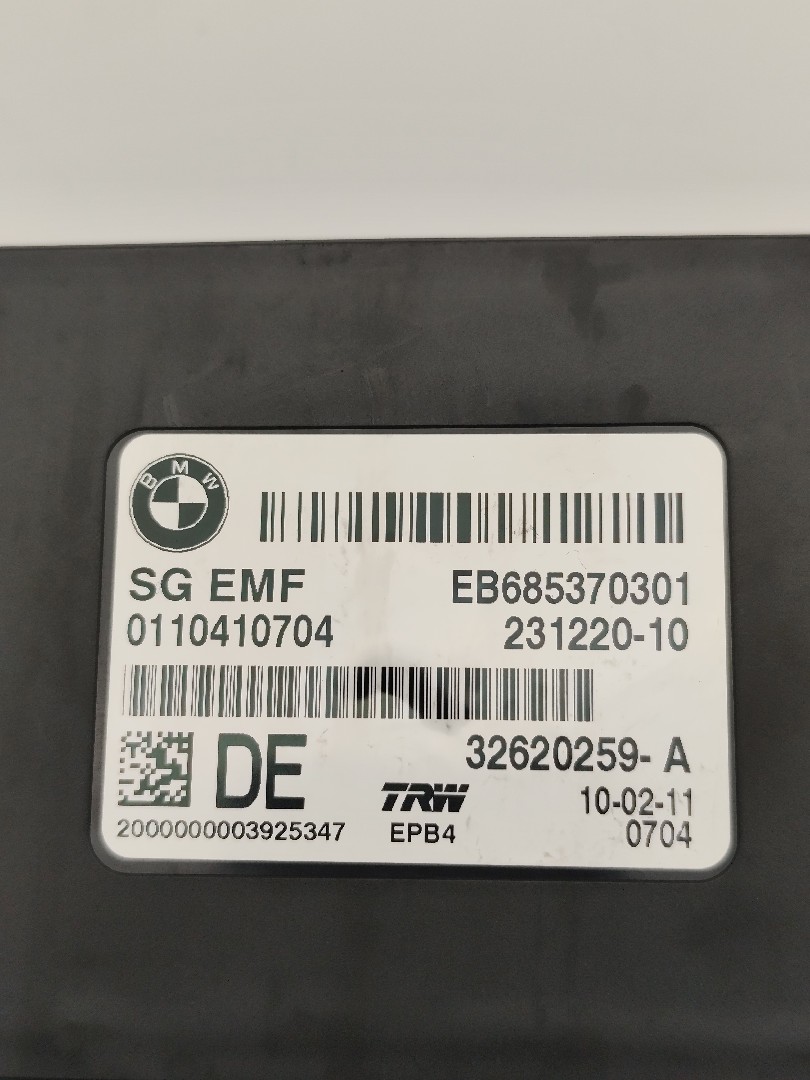 BMW
SG EMF EB685370301
0110410704 231220-10
DE 32620259- A
TRW 10-02-11
2000000003925347 EPB4 0704